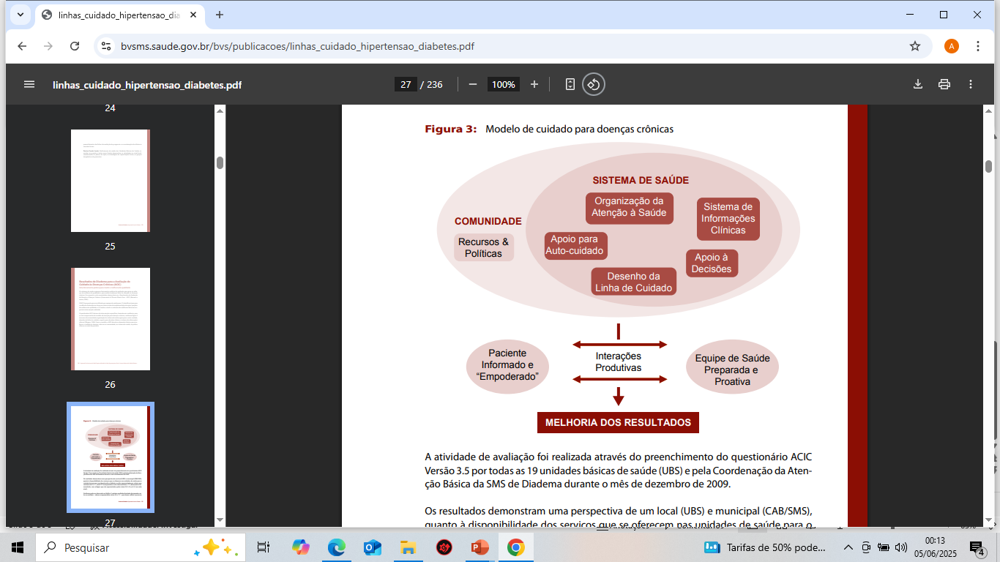 linhas_cuidado_hipertensao_dia
bvsms.saude.gov.br/bvs/publicacoes/linhas_cuidado_hipertensao_diabetes.pdf
A
linhas_cuidado_hipertensao_diabetes.pdf
27 / 236
100%
24
25
26
27
Figura 3: Modelo de cuidado para doenças crônicas
SISTEMA DE SAÚDE
Organização da
Atenção à Saúde
Sistema de
Informações
Clínicas
COMUNIDADE
Recursos &
Políticas
Apoio para
Auto-cuidado
Apoio à
Decisões
Desenho da
Linha de Cuidado
Paciente
Informado e
“Empoderado”
Interações
Produtivas
Equipe de Saúde
Preparada e
Proativa
MELHORIA DOS RESULTADOS
A atividade de avaliação foi realizada através do preenchimento do questionário ACIC
Versão 3.5 por todas as 19 unidades básicas de saúde (UBS) e pela Coordenação da Aten-
ção Básica da SMS de Diadema durante o mês de dezembro de 2009.
Os resultados demonstram uma perspectiva de um local (UBS) e municipal (CAB/SMS),
quanto à disponibilidade dos serviços que se oferecem nas unidades de saúde para o
Pesquisar
Tarifas de 50% pode...
00:13
05/06/2025
4